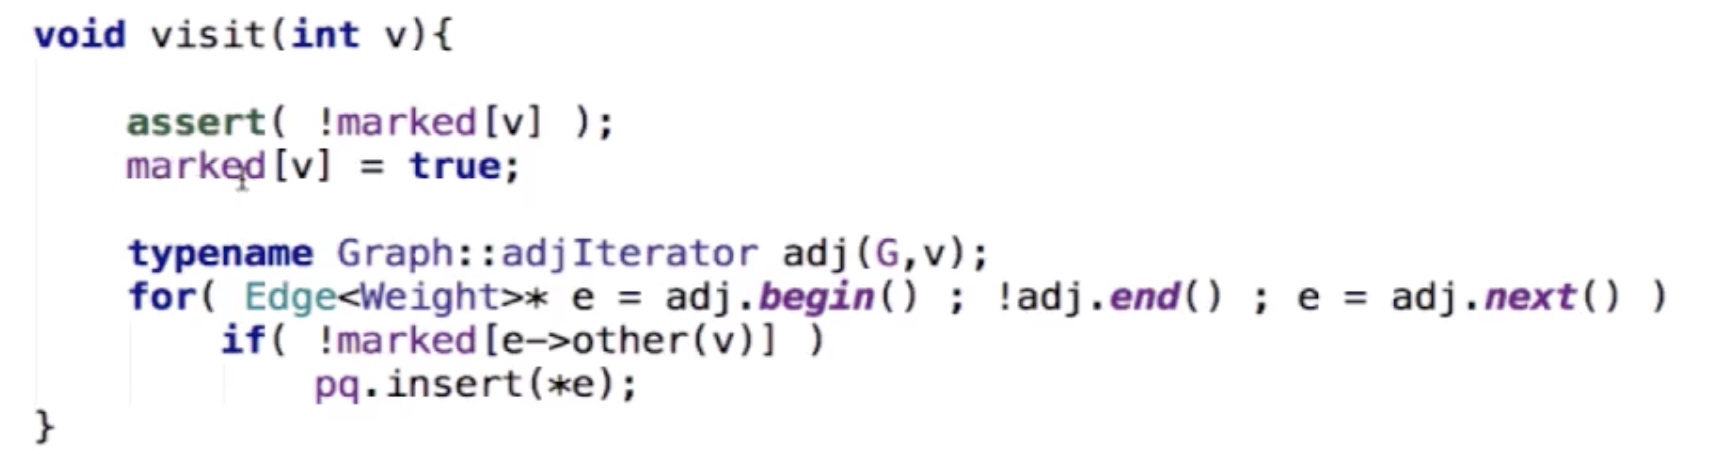 void visit(int v){
assert( !marked[v] );
marked[v] = true;
typename Graph::adjIterator adj(G,v);
for( Edge<Weight>* e = adj.begin() ; !adj.end() ; e = adj.next() )
if( !marked[e->other(v)] )
pq.insert(*e);
}